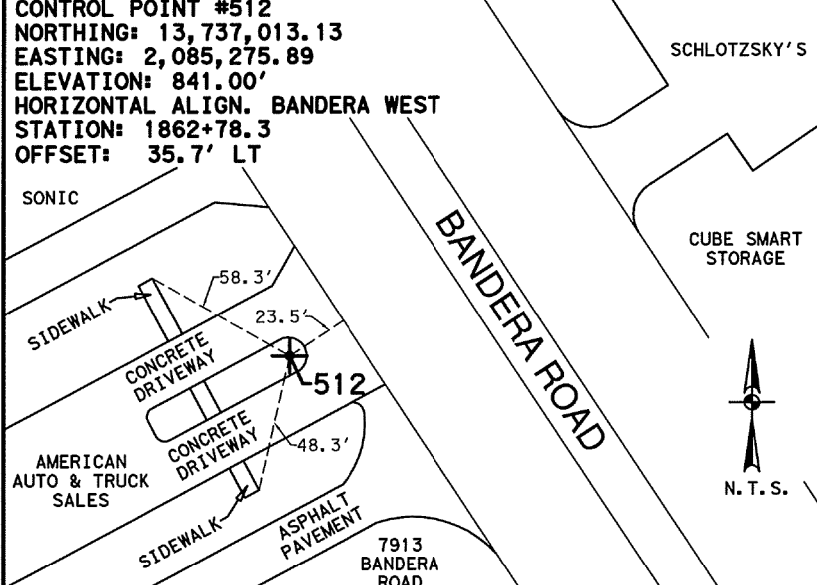 CONTROL POINT #512
NORTHING: 13,737,013.13
EASTING: 2,085,275.89
ELEVATION: 841.00'
HORIZONTAL ALIGN. BANDERA WEST
STATION: 1862+78.3
OFFSET: 35.7' LT
SCHLOTZSKY'S
SONIC
CUBE SMART
STORAGE
BANDERA ROAD
58.3'
23.5'
SIDEWALK
CONCRETE
DRIVEWAY
512
CONCRETE
DRIVEWAY
48.3'
AMERICAN
AUTO & TRUCK
SALES
SIDEWALK
ASPHALT
PAVEMENT
N.T.S.
7913
BANDERA
ROAD